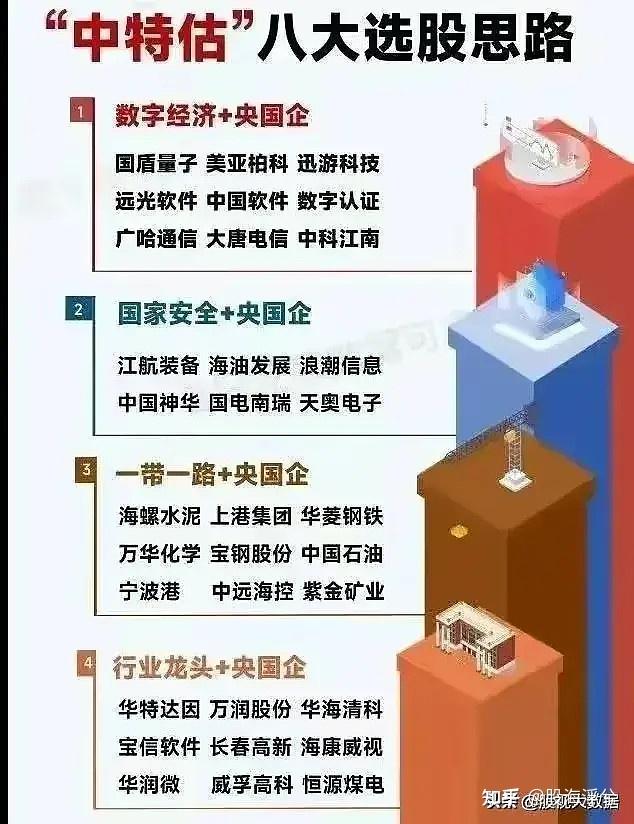 “中特估”八大选股思路
1 数字经济+央国企
国盾量子 美亚柏科 迅游科技
远光软件 中国软件 数字认证
广哈通信 大唐电信 中科江南
2 国家安全+央国企
江航装备 海油发展 浪潮信息
中国神华 国电南瑞 天奥电子
3 一带一路+央国企
海螺水泥 上港集团 华菱钢铁
万华化学 宝钢股份 中国石油
宁波港 中远海控 紫金矿业
4 行业龙头+央国企
华特达因 万润股份 华海清科
宝信软件 长春高新 海康威视
华润微 威孚高科 恒源煤电
知乎
@股视大数据